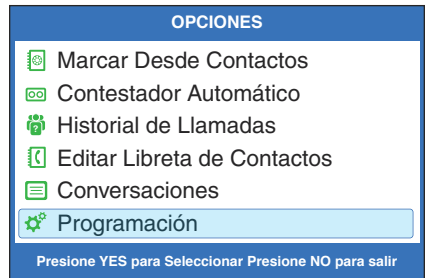 OPCIONES
Marcar Desde Contactos
Contestador Automático
Historial de Llamadas
Editar Libreta de Contactos
Conversaciones
Programación
Presione YES para Seleccionar Presione NO para salir